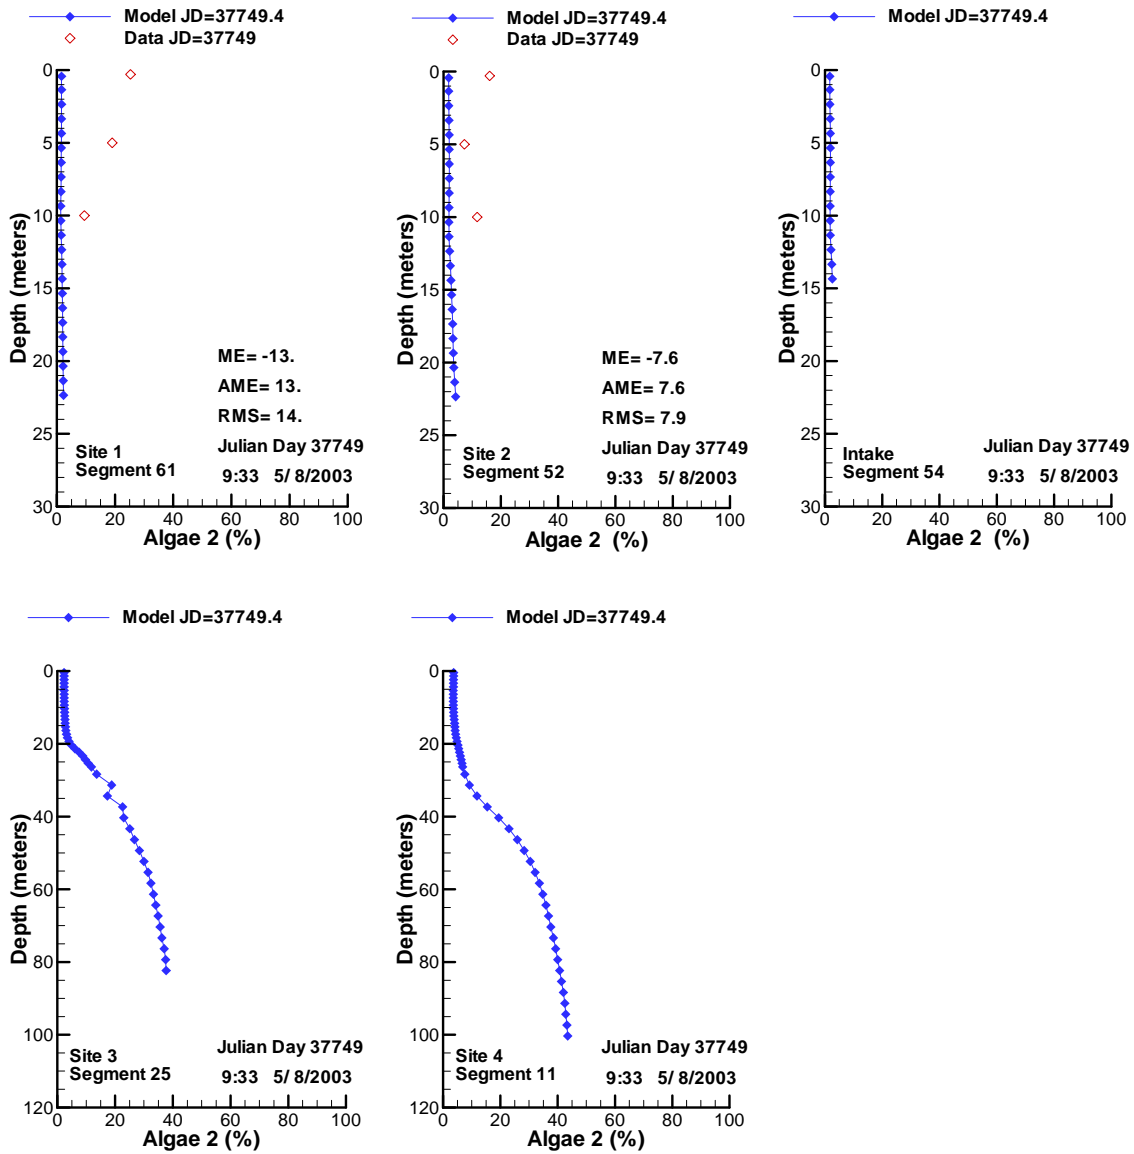 Model JD=37749.4
Data JD=37749
0
5
10
15
20
25
30
Depth (meters)
ME= -13.
AME= 13.
RMS= 14.
Site 1
Segment 61
Julian Day 37749
9:33 5/ 8/2003
0 20 40 60 80 100
Algae 2 (%)
Model JD=37749.4
Data JD=37749
0
5
10
15
20
25
30
Depth (meters)
ME= -7.6
AME= 7.6
RMS= 7.9
Site 2
Segment 52
Julian Day 37749
9:33 5/ 8/2003
0 20 40 60 80 100
Algae 2 (%)
Model JD=37749.4
0
5
10
15
20
25
30
Depth (meters)
Intake
Segment 54
Julian Day 37749
9:33 5/ 8/2003
0 20 40 60 80 100
Algae 2 (%)
Model JD=37749.4
0
20
40
60
80
100
120
Depth (meters)
Site 3
Segment 25
Julian Day 37749
9:33 5/ 8/2003
0 20 40 60 80 100
Algae 2 (%)
Model JD=37749.4
0
20
40
60
80
100
120
Depth (meters)
Site 4
Segment 11
Julian Day 37749
9:33 5/ 8/2003
0 20 40 60 80 100
Algae 2 (%)